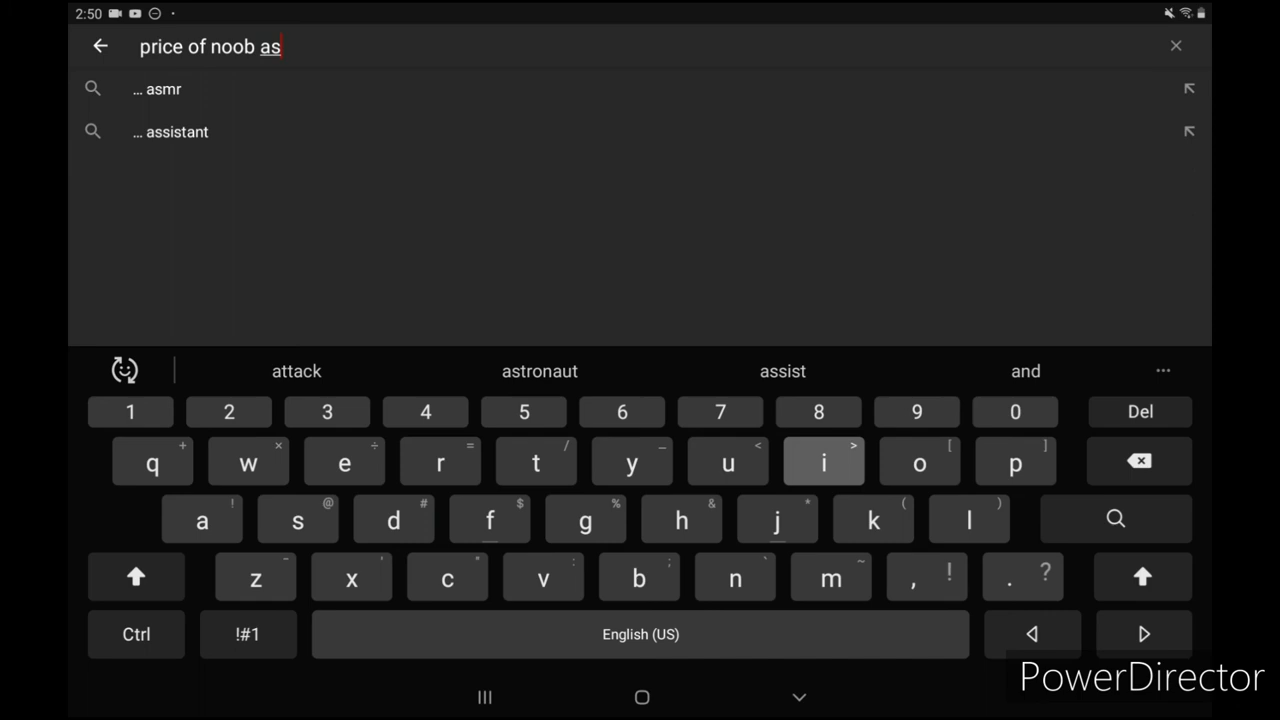 2:50
price of noob as
... asmr
... assistant
attack astronaut assist and ...
1 2 3 4 5 6 7 8 9 0 Del
q + w × e ÷ r = t / y _ u < i > o [ p ]
a ! s @ d # f $ g % h & j * k ( l )
z - x ' c " v : b ; n ` m ~ , ! . ?
Ctrl !#1 English (US)
PowerDirector